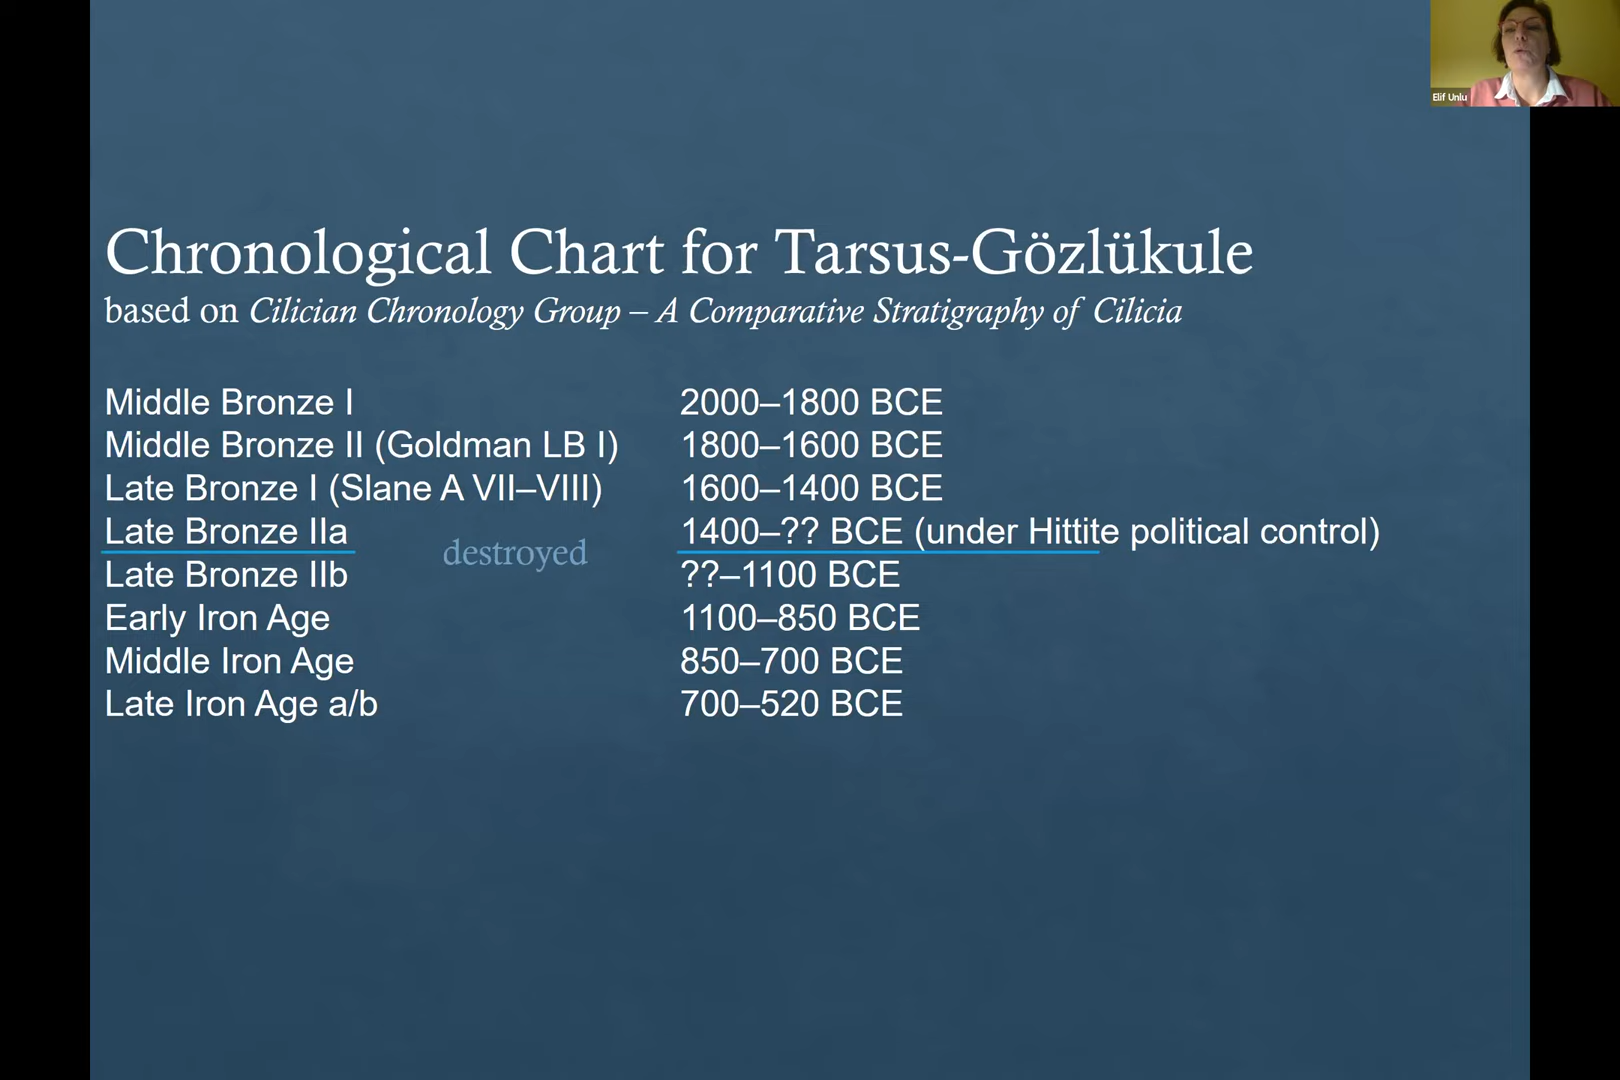 Elif Unlu
Chronological Chart for Tarsus-Gözlükule
based on Cilician Chronology Group – A Comparative Stratigraphy of Cilicia
Middle Bronze I 2000–1800 BCE
Middle Bronze II (Goldman LB I) 1800–1600 BCE
Late Bronze I (Slane A VII–VIII) 1600–1400 BCE
Late Bronze IIa 1400–?? BCE (under Hittite political control)
destroyed
Late Bronze IIb ??–1100 BCE
Early Iron Age 1100–850 BCE
Middle Iron Age 850–700 BCE
Late Iron Age a/b 700–520 BCE